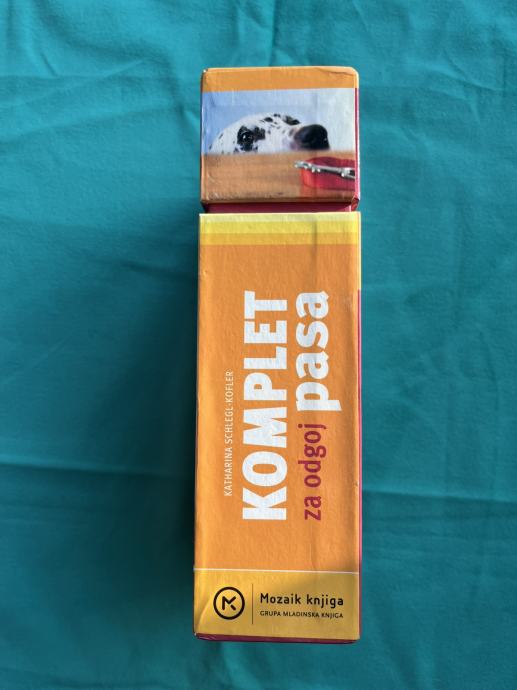 KATHARINA SCHLEGL-KOFLER
KOMPLET
za odgoj pasa
Mozaik knjiga
GRUPA MLADINSKA KNJIGA